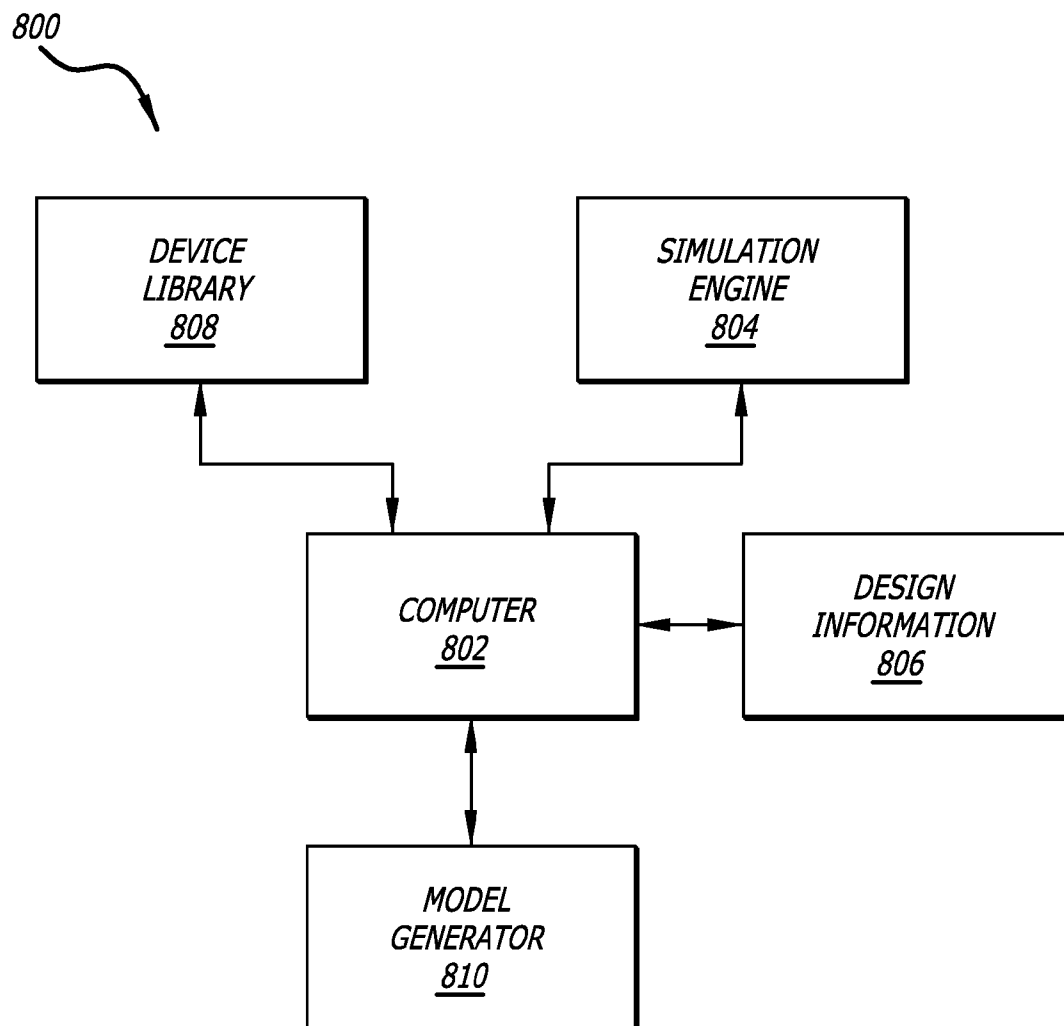 800
DEVICE
LIBRARY
808
SIMULATION
ENGINE
804
COMPUTER
802
DESIGN
INFORMATION
806
MODEL
GENERATOR
810